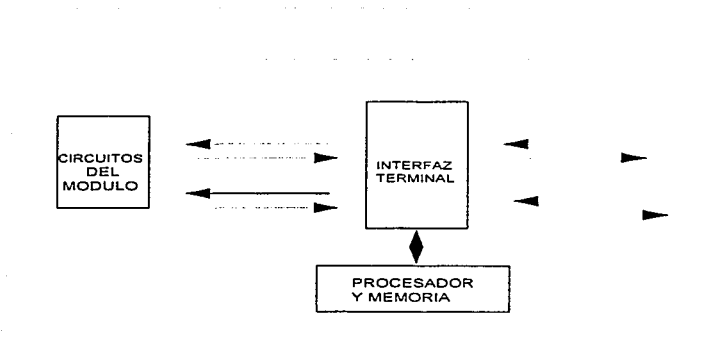 CIRCUITOS
DEL
MODULO
INTERFAZ
TERMINAL
PROCESADOR
Y MEMORIA